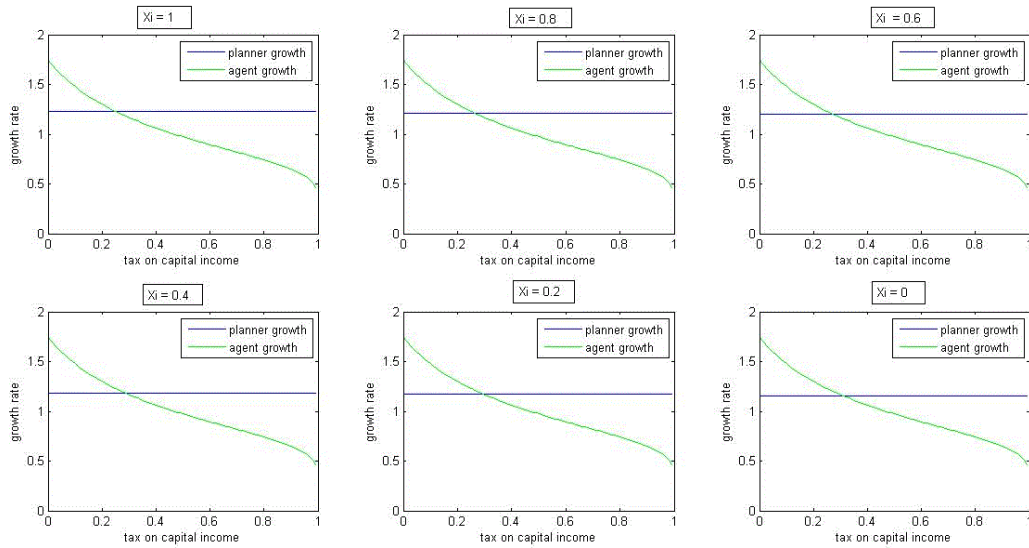 Xi = 1
2
1.5
1
0.5
0
growth rate
planner growth
agent growth
0 0.2 0.4 0.6 0.8 1
tax on capital income
Xi = 0.8
2
1.5
1
0.5
0
growth rate
planner growth
agent growth
0 0.2 0.4 0.6 0.8 1
tax on capital income
Xi = 0.6
2
1.5
1
0.5
0
growth rate
planner growth
agent growth
0 0.2 0.4 0.6 0.8 1
tax on capital income
Xi = 0.4
2
1.5
1
0.5
0
growth rate
planner growth
agent growth
0 0.2 0.4 0.6 0.8 1
tax on capital income
Xi = 0.2
2
1.5
1
0.5
0
growth rate
planner growth
agent growth
0 0.2 0.4 0.6 0.8 1
tax on capital income
Xi = 0
2
1.5
1
0.5
0
growth rate
planner growth
agent growth
0 0.2 0.4 0.6 0.8 1
tax on capital income